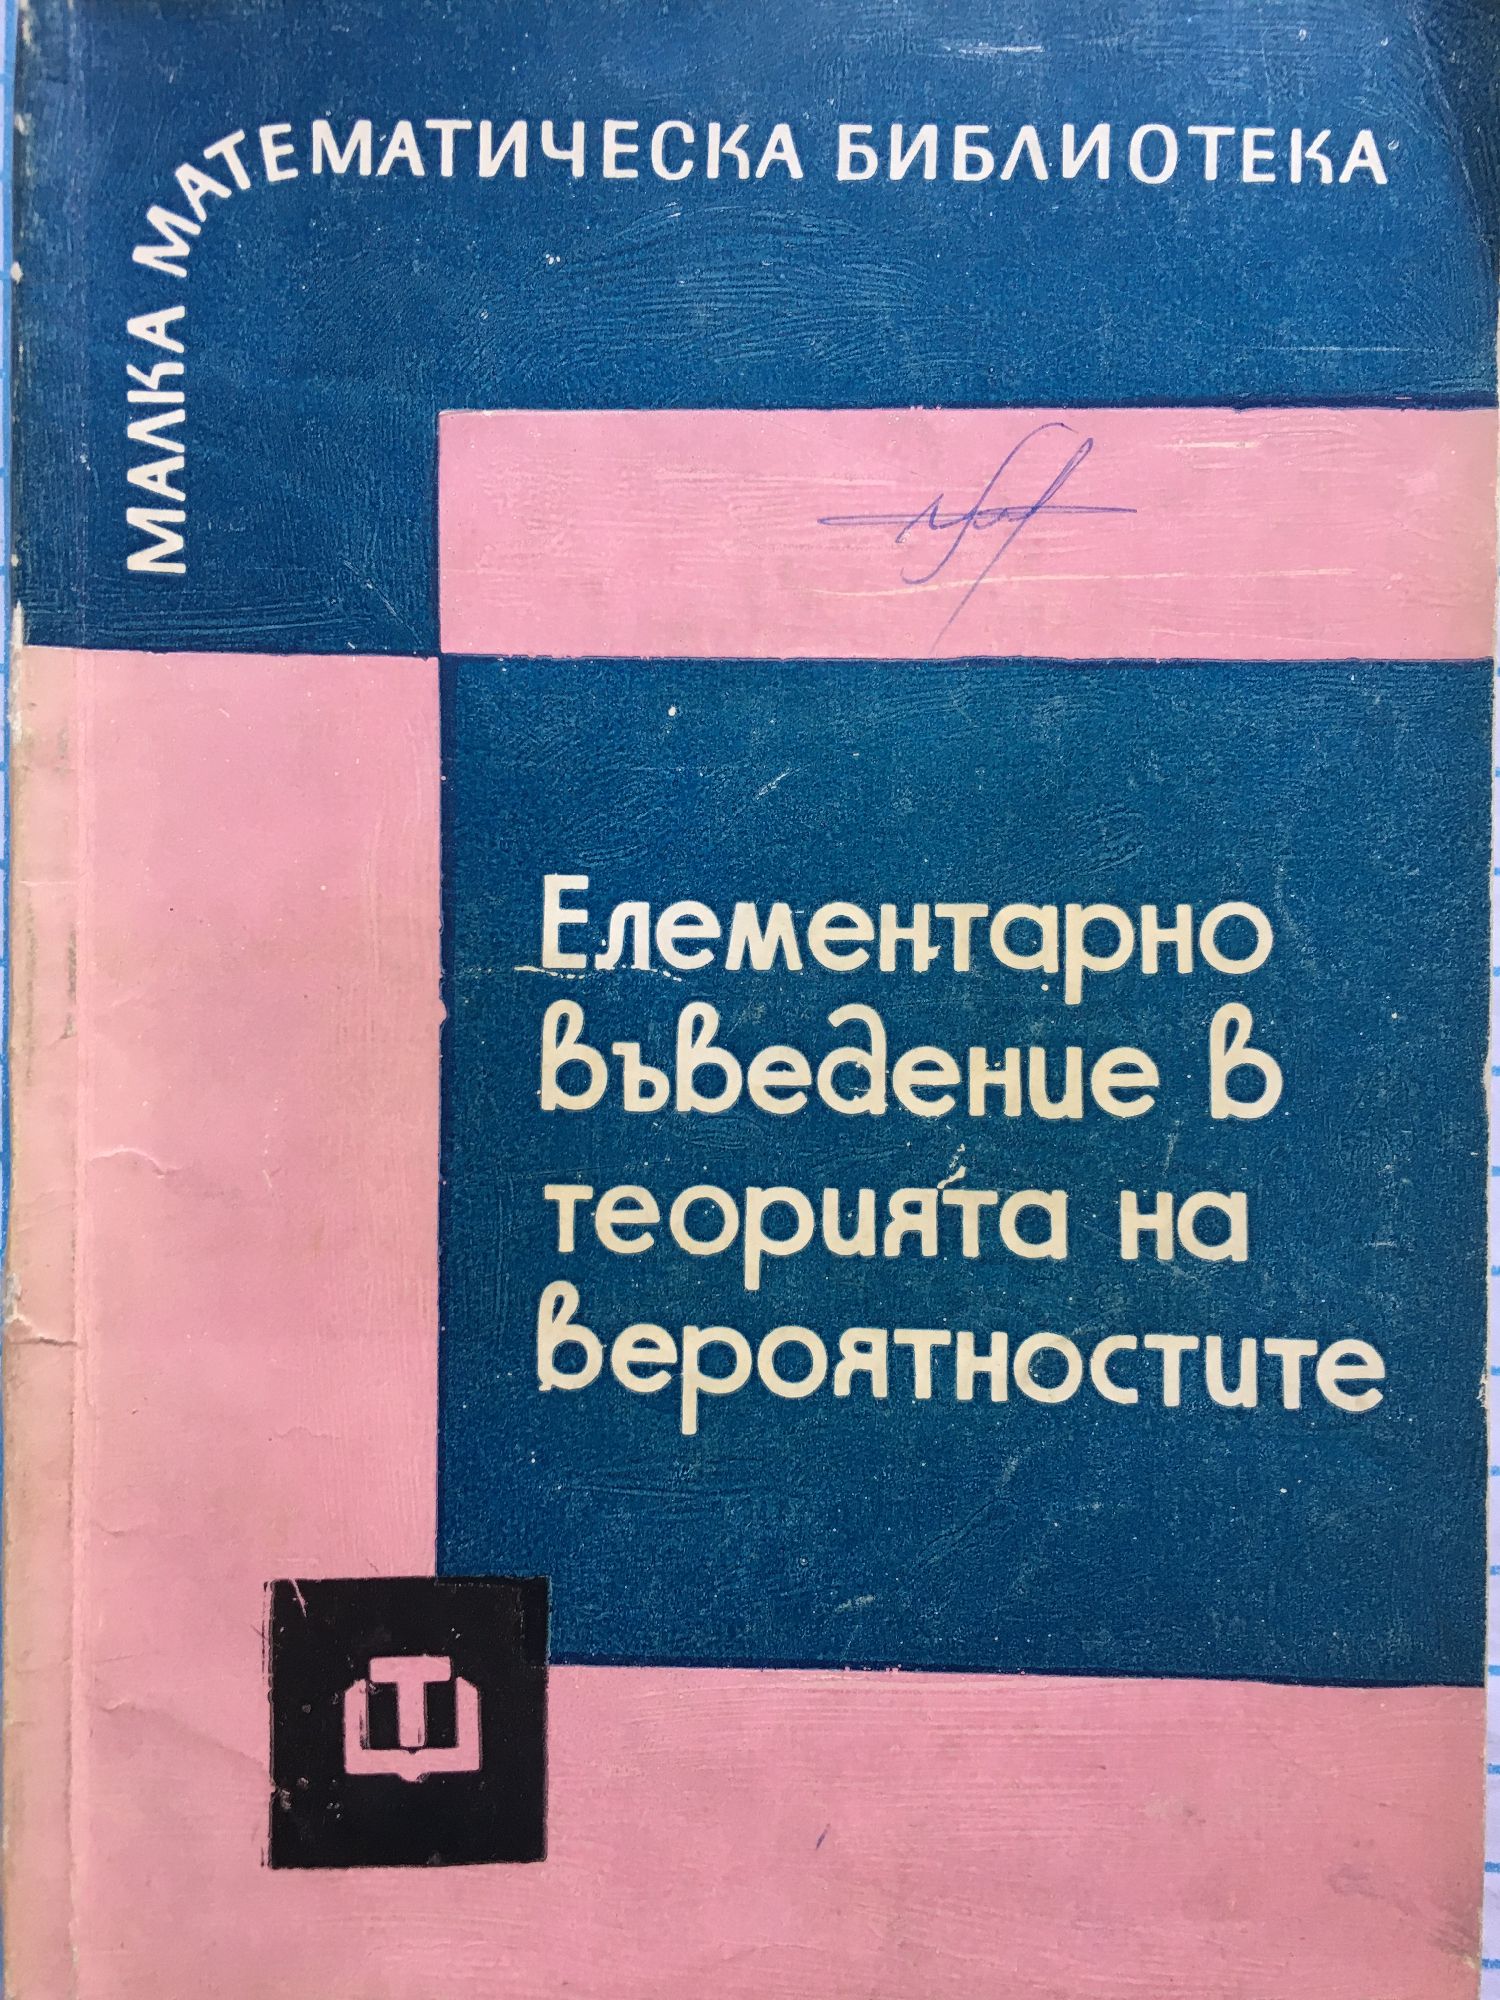 МАЛКА МАТЕМАТИЧЕСКА БИБЛИОТЕКА
Елементарно
въведение в
теорията на
вероятностите
Т